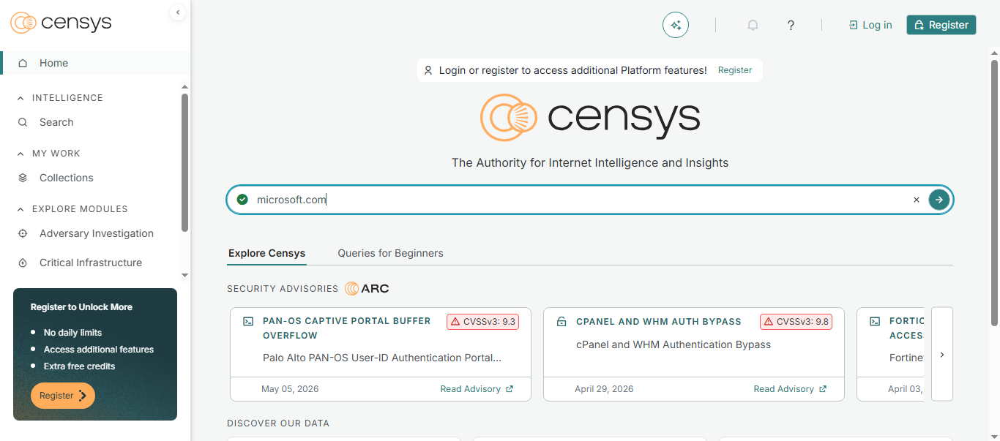 censys
Home
INTELLIGENCE
Search
MY WORK
Collections
EXPLORE MODULES
Adversary Investigation
Critical Infrastructure
Register to Unlock More
No daily limits
Access additional features
Extra free credits
Register
? Log in Register
Login or register to access additional Platform features! Register
censys
The Authority for Internet Intelligence and Insights
microsoft.com
Explore Censys Queries for Beginners
SECURITY ADVISORIES ARC
PAN-OS CAPTIVE PORTAL BUFFER
OVERFLOW
CVSSv3: 9.3
Palo Alto PAN-OS User-ID Authentication Portal...
May 05, 2026 Read Advisory
CPANEL AND WHM AUTH BYPASS
CVSSv3: 9.8
cPanel and WHM Authentication Bypass
April 29, 2026 Read Advisory
April 03,
DISCOVER OUR DATA